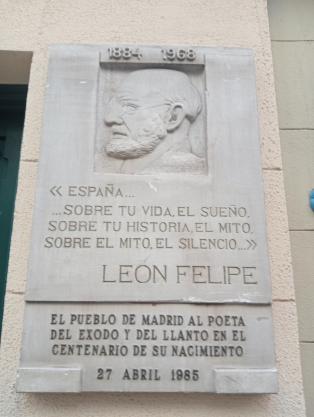 1884 1968
« ESPAÑA...
...SOBRE TU VIDA, EL SUEÑO,
SOBRE TU HISTORIA, EL MITO,
SOBRE EL MITO, EL SILENCIO...»
LEON FELIPE
EL PUEBLO DE MADRID AL POETA
DEL EXODO Y DEL LLANTO EN EL
CENTENARIO DE SU NACIMIENTO
27 ABRIL 1985